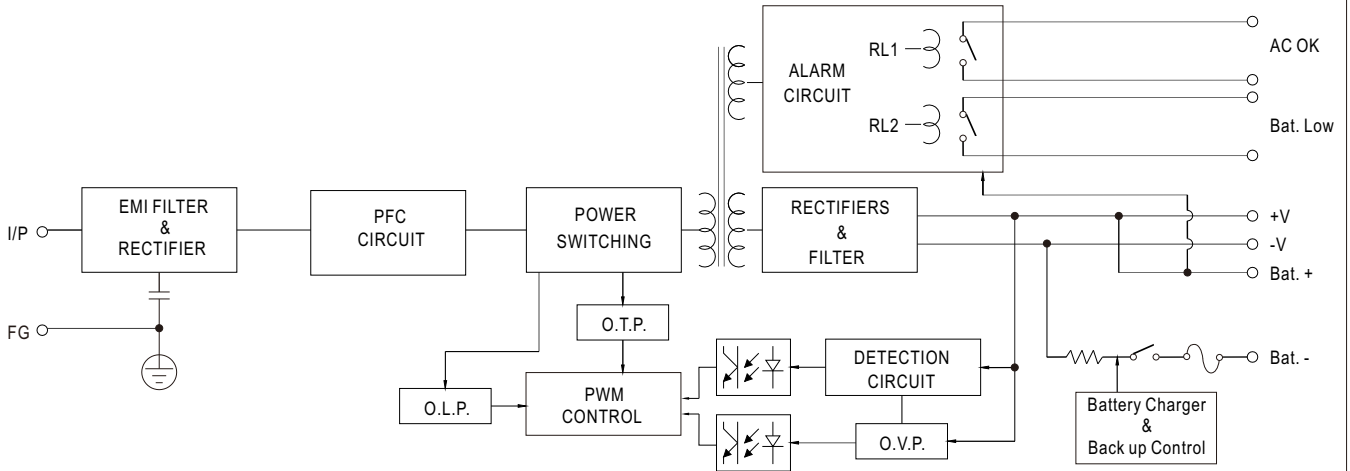 RL1
AC OK
ALARM
CIRCUIT
RL2
Bat. Low
I/P
EMI FILTER
&
RECTIFIER
PFC
CIRCUIT
POWER
SWITCHING
RECTIFIERS
&
FILTER
+V
-V
Bat. +
FG
O.T.P.
DETECTION
CIRCUIT
Bat. -
O.L.P.
PWM
CONTROL
O.V.P.
Battery Charger
&
Back up Control